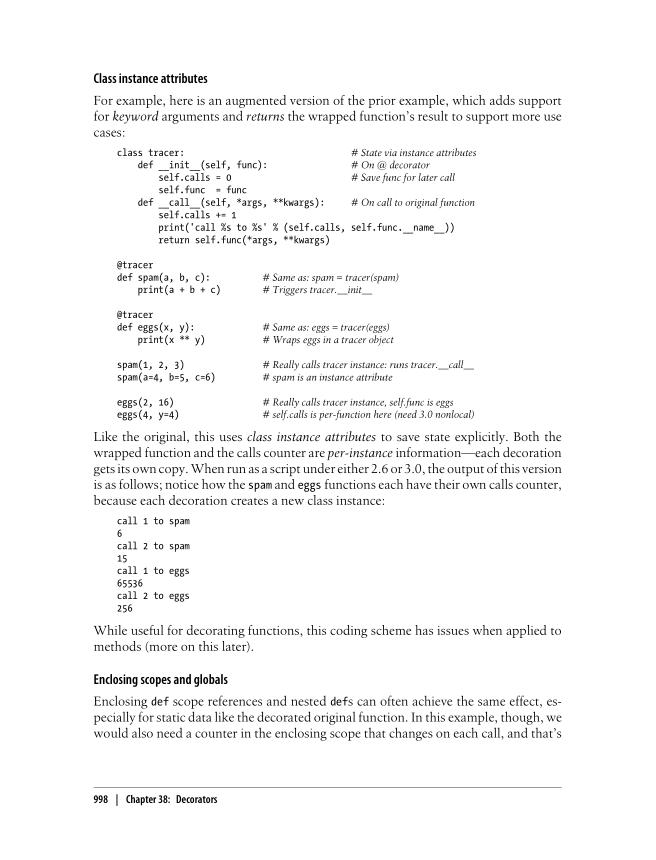 Class instance attributes
For example, here is an augmented version of the prior example, which adds support
for keyword arguments and returns the wrapped function's result to support more use
cases:
class tracer:                                # State via instance attributes
    def __init__(self, func):                # On @ decorator
        self.calls = 0                       # Save func for later call
        self.func  = func
    def __call__(self, *args, **kwargs):     # On call to original function
        self.calls += 1
        print('call %s to %s' % (self.calls, self.func.__name__))
        return self.func(*args, **kwargs)
@tracer
def spam(a, b, c):          # Same as: spam = tracer(spam)
    print(a + b + c)        # Triggers tracer.__init__
@tracer
def eggs(x, y):             # Same as: eggs = tracer(eggs)
    print(x ** y)           # Wraps eggs in a tracer object
spam(1, 2, 3)               # Really calls tracer instance: runs tracer.__call__
spam(a=4, b=5, c=6)         # spam is an instance attribute
eggs(2, 16)                 # Really calls tracer instance, self.func is eggs
eggs(4, y=4)                # self.calls is per-function here (need 3.0 nonlocal)
Like the original, this uses class instance attributes to save state explicitly. Both the
wrapped function and the calls counter are per-instance information—each decoration
gets its own copy. When run as a script under either 2.6 or 3.0, the output of this version
is as follows; notice how the spam and eggs functions each have their own calls counter,
because each decoration creates a new class instance:
call 1 to spam
6
call 2 to spam
15
call 1 to eggs
65536
call 2 to eggs
256
While useful for decorating functions, this coding scheme has issues when applied to
methods (more on this later).
Enclosing scopes and globals
Enclosing def scope references and nested defs can often achieve the same effect, es-
pecially for static data like the decorated original function. In this example, though, we
would also need a counter in the enclosing scope that changes on each call, and that's
998 | Chapter 38: Decorators